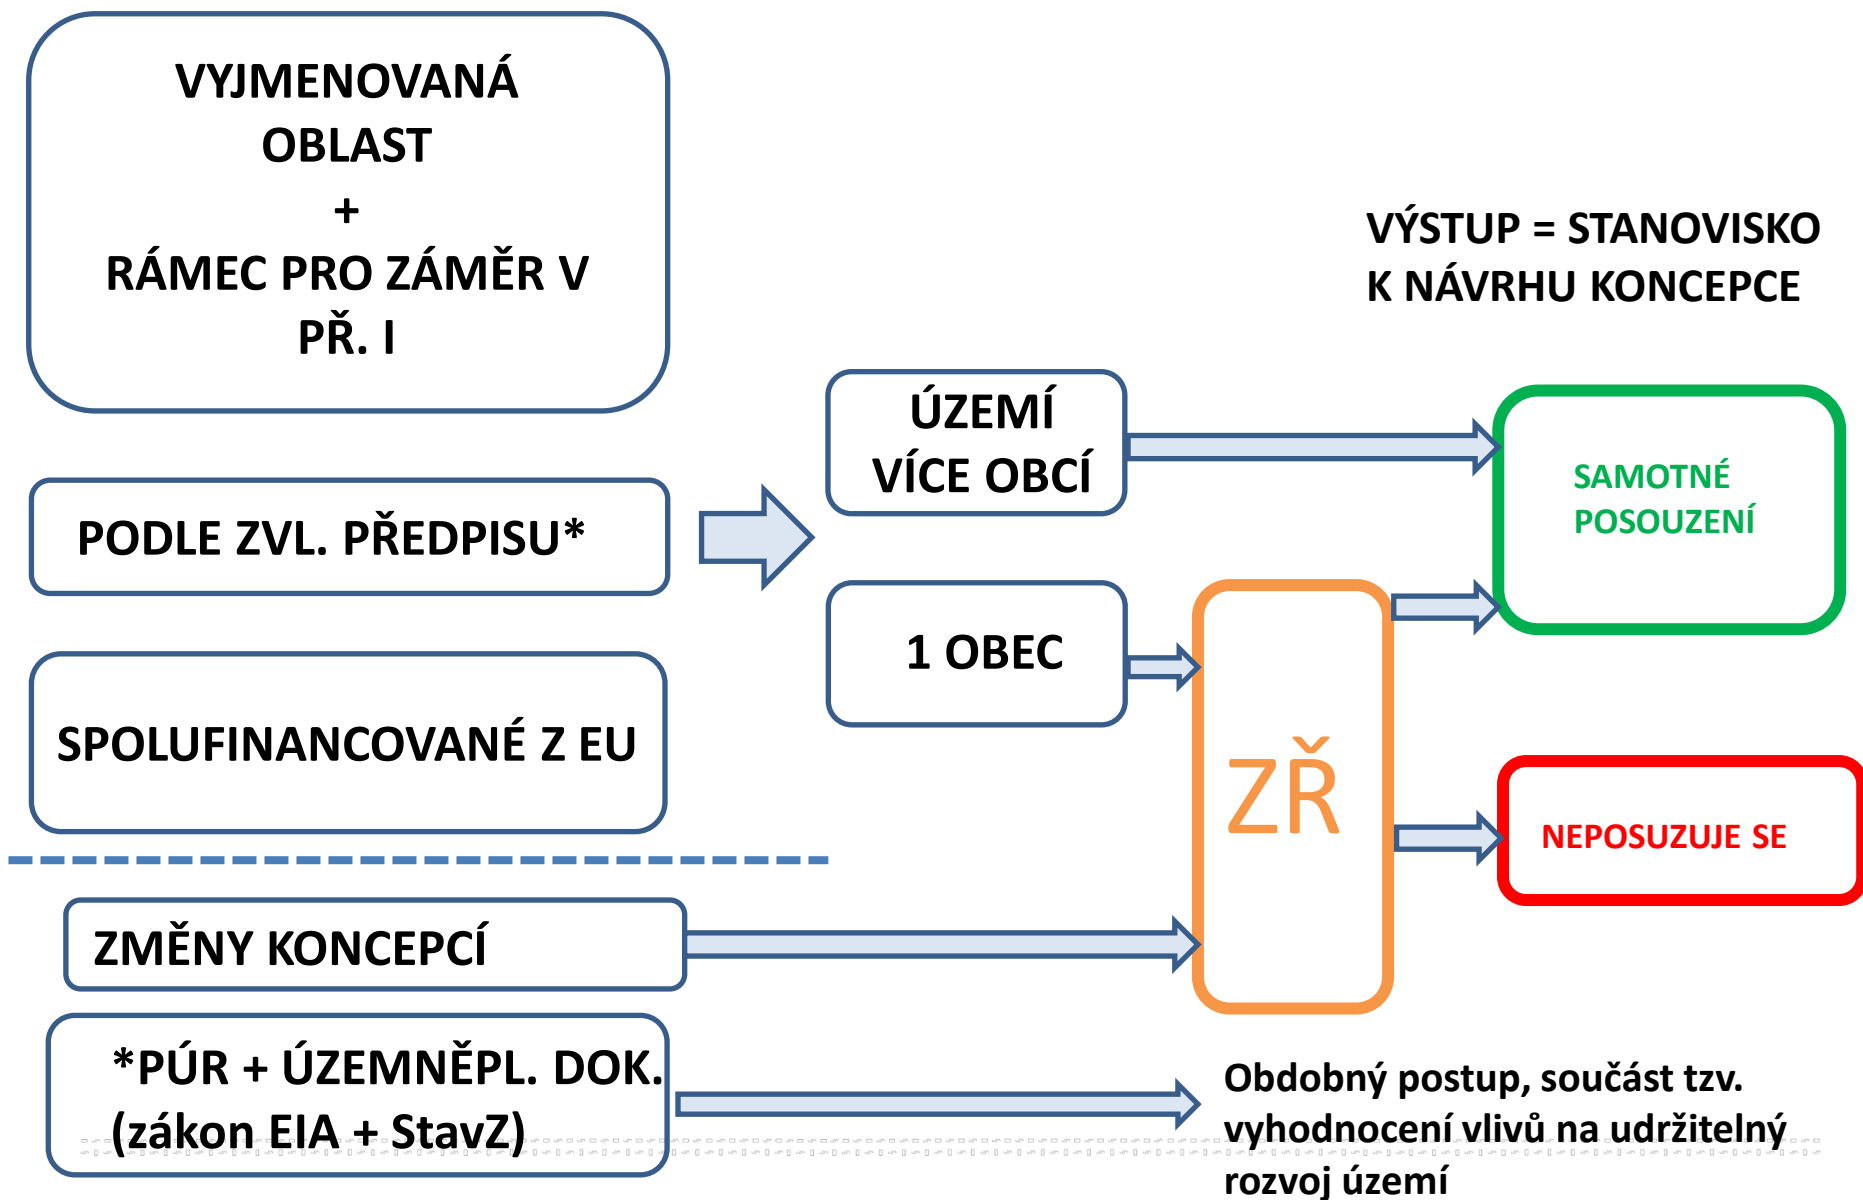 VYJMENOVANÁ
OBLAST
+
RÁMEC PRO ZÁMĚR V
PŘ. I
PODLE ZVL. PŘEDPISU*
SPOLUFINANCOVANÉ Z EU
ÚZEMÍ
VÍCE OBCÍ
1 OBEC
VÝSTUP = STANOVISKO
K NÁVRHU KONCEPCE
SAMOTNÉ
POSOUZENÍ
ZŘ
NEPOSUZUJE SE
ZMĚNY KONCEPCÍ
*PÚR + ÚZEMNĚPL. DOK.
(zákon EIA + StavZ)
Obdobný postup, součást tzv.
vyhodnocení vlivů na udržitelný
rozvoj území